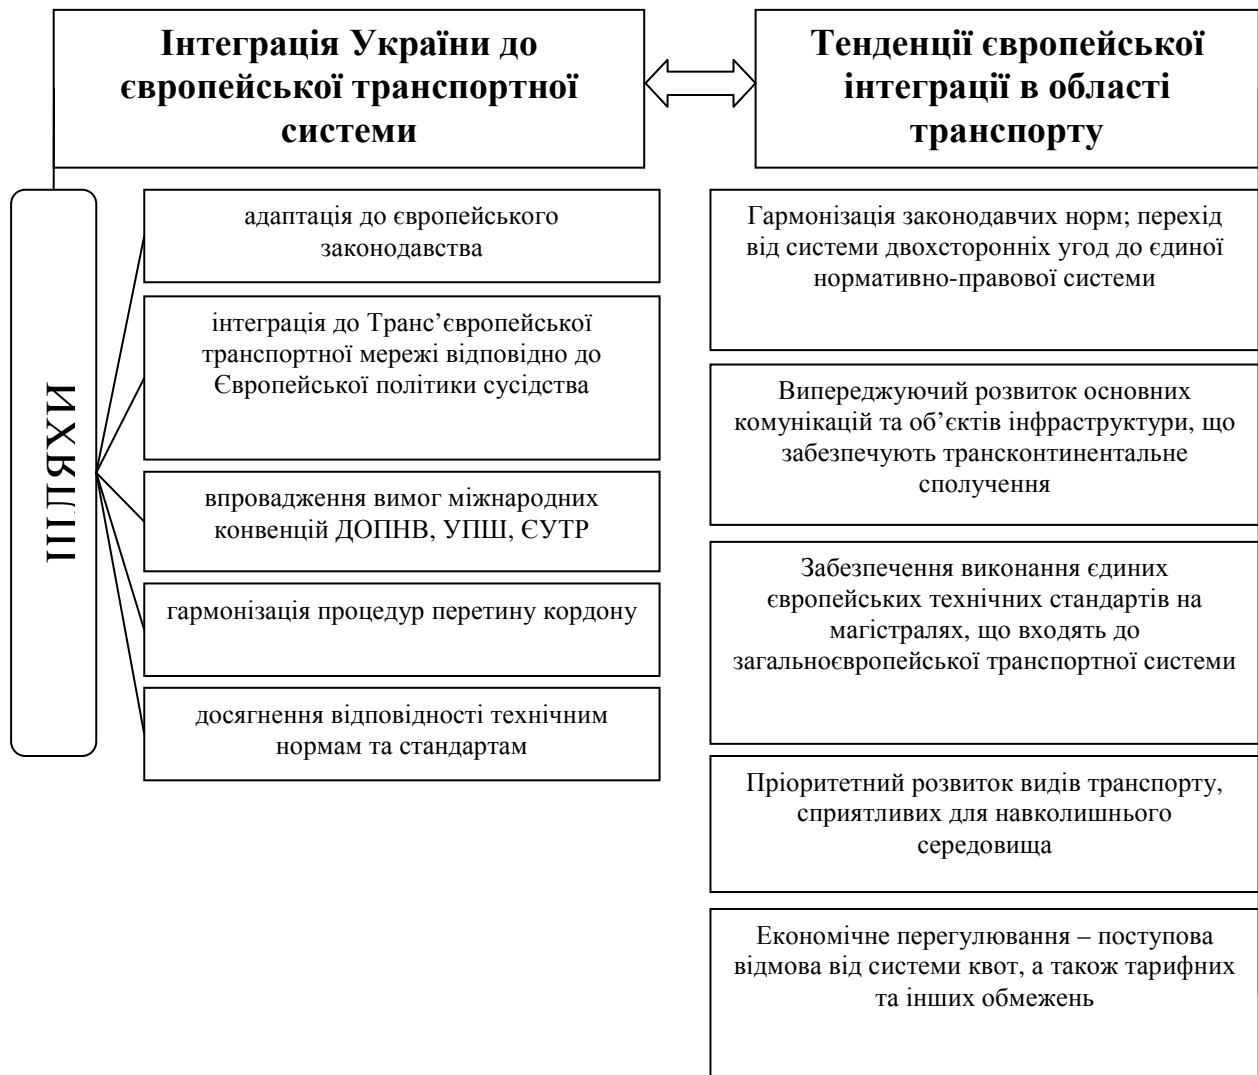 Інтеграція України до
європейської транспортної
системи
Тенденції європейської
інтеграції в області
транспорту
ШЛЯХИ
адаптація до європейського
законодавства
інтеграція до Транс’європейської
транспортної мережі відповідно до
Європейської політики сусідства
впровадження вимог міжнародних
конвенцій ДОПНВ, УПШ, ЄУТР
гармонізація процедур перетину кордону
досягнення відповідності технічним
нормам та стандартам
Гармонізація законодавчих норм; перехід
від системи двохсторонніх угод до єдиної
нормативно-правової системи
Випереджуючий розвиток основних
комунікацій та об’єктів інфраструктури, що
забезпечують трансконтинентальне
сполучення
Забезпечення виконання єдиних
європейських технічних стандартів на
магістралях, що входять до
загальноєвропейської транспортної системи
Пріоритетний розвиток видів транспорту,
сприятливих для навколишнього
середовища
Економічне перегулювання – поступова
відмова від системи квот, а також тарифних
та інших обмежень